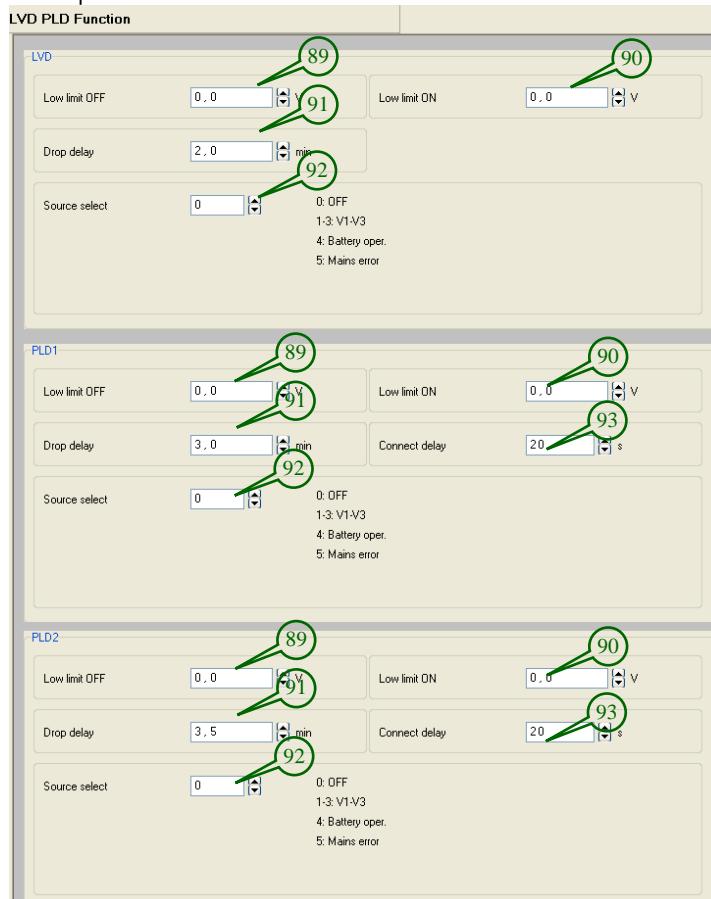 LVD PLD Function
LVD
89
90
Low limit OFF 0,0 V Low limit ON 0,0 V
91
Drop delay 2,0 min
92
Source select 0 0: OFF
1-3: V1-V3
4: Battery oper.
5: Mains error
PLD1
89
90
Low limit OFF 0,0 V Low limit ON 0,0 V
91
93
Drop delay 3,0 min Connect delay 20 s
92
Source select 0 0: OFF
1-3: V1-V3
4: Battery oper.
5: Mains error
PLD2
89
90
Low limit OFF 0,0 V Low limit ON 0,0 V
91
93
Drop delay 3,5 min Connect delay 20 s
92
Source select 0 0: OFF
1-3: V1-V3
4: Battery oper.
5: Mains error